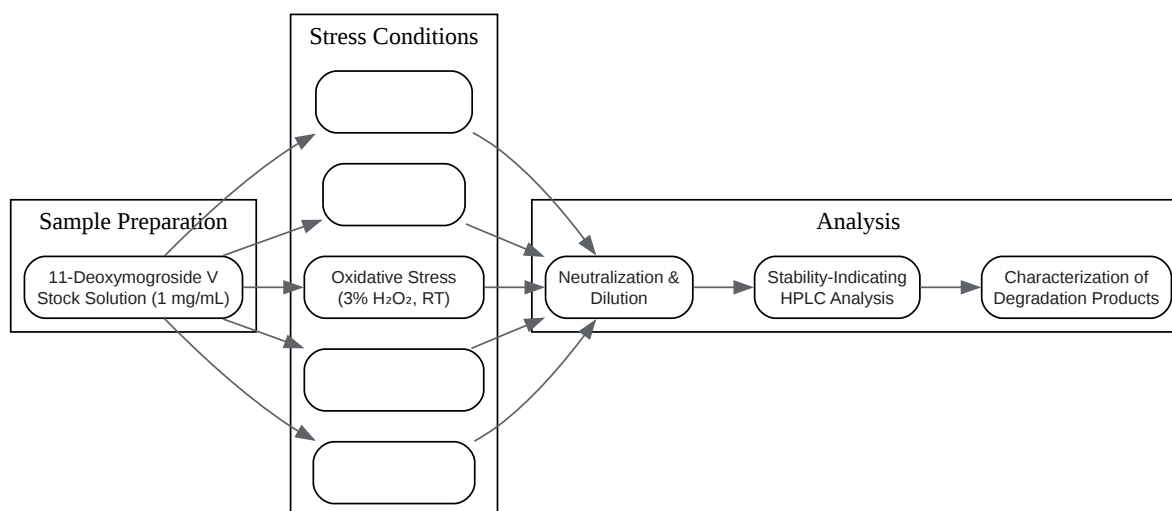 Stress Conditions
Sample Preparation
11-Deoxymogroside V
Stock Solution (1 mg/mL)
Oxidative Stress
(3% H₂O₂, RT)
Analysis
Neutralization &
Dilution
Stability-Indicating
HPLC Analysis
Characterization of
Degradation Products